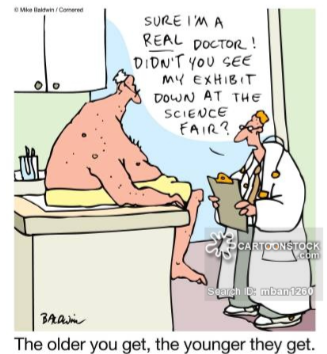 © Mike Baldwin / Cornered
SURE I'M A
REAL DOCTOR!
DIDN'T YOU SEE
MY EXHIBIT
DOWN AT THE
SCIENCE
FAIR?
CARTOONSTOCK
.com
Search ID: mban1260
BALDWIN
The older you get, the younger they get.